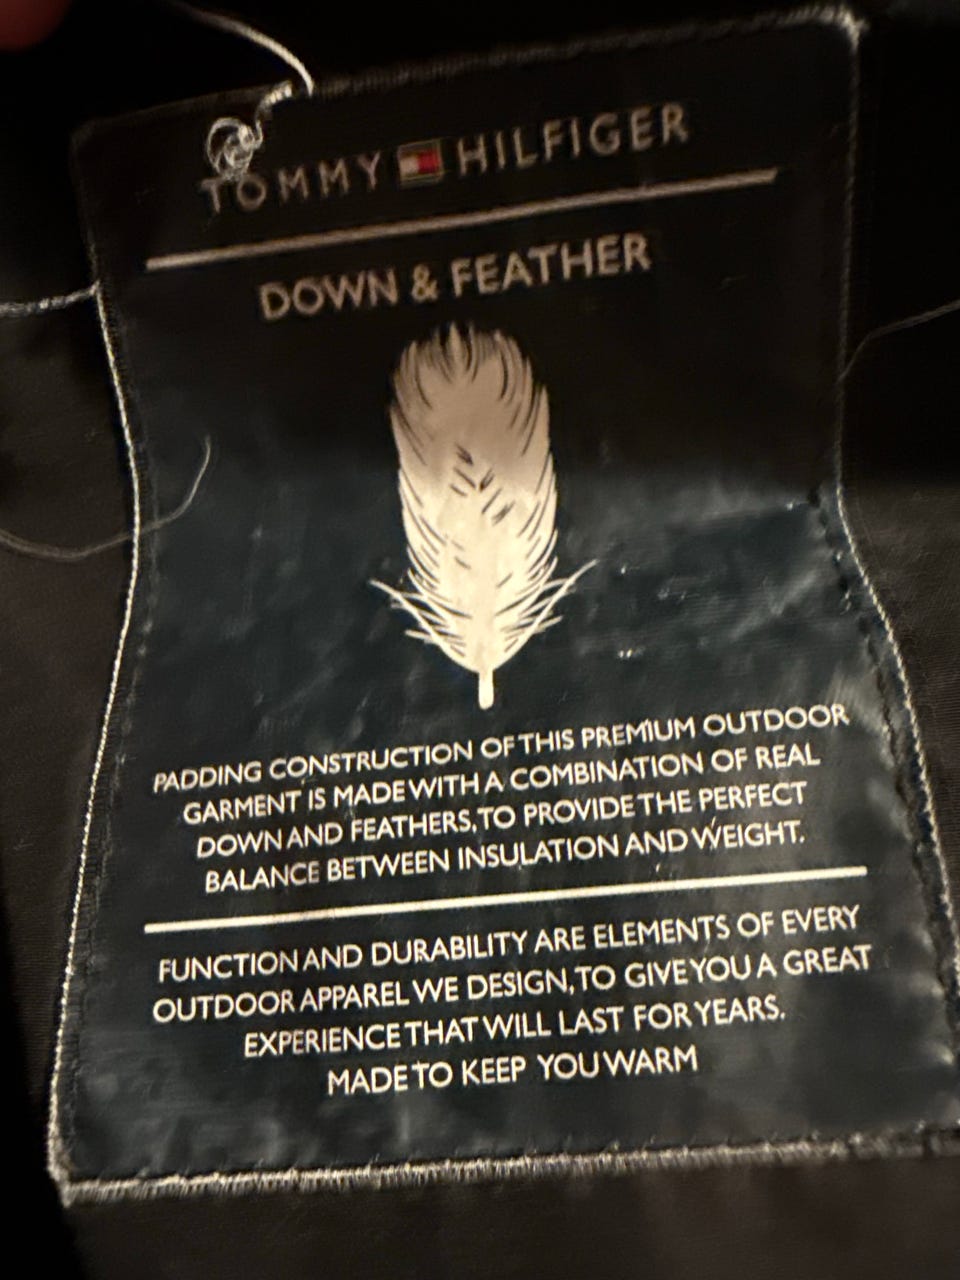 TOMMY HILFIGER
DOWN & FEATHER
PADDING CONSTRUCTION OF THIS PREMIUM OUTDOOR
GARMENT IS MADE WITH A COMBINATION OF REAL
DOWN AND FEATHERS, TO PROVIDE THE PERFECT
BALANCE BETWEEN INSULATION AND WEIGHT.
FUNCTION AND DURABILITY ARE ELEMENTS OF EVERY
OUTDOOR APPAREL WE DESIGN, TO GIVE YOU A GREAT
EXPERIENCE THAT WILL LAST FOR YEARS.
MADE TO KEEP YOU WARM